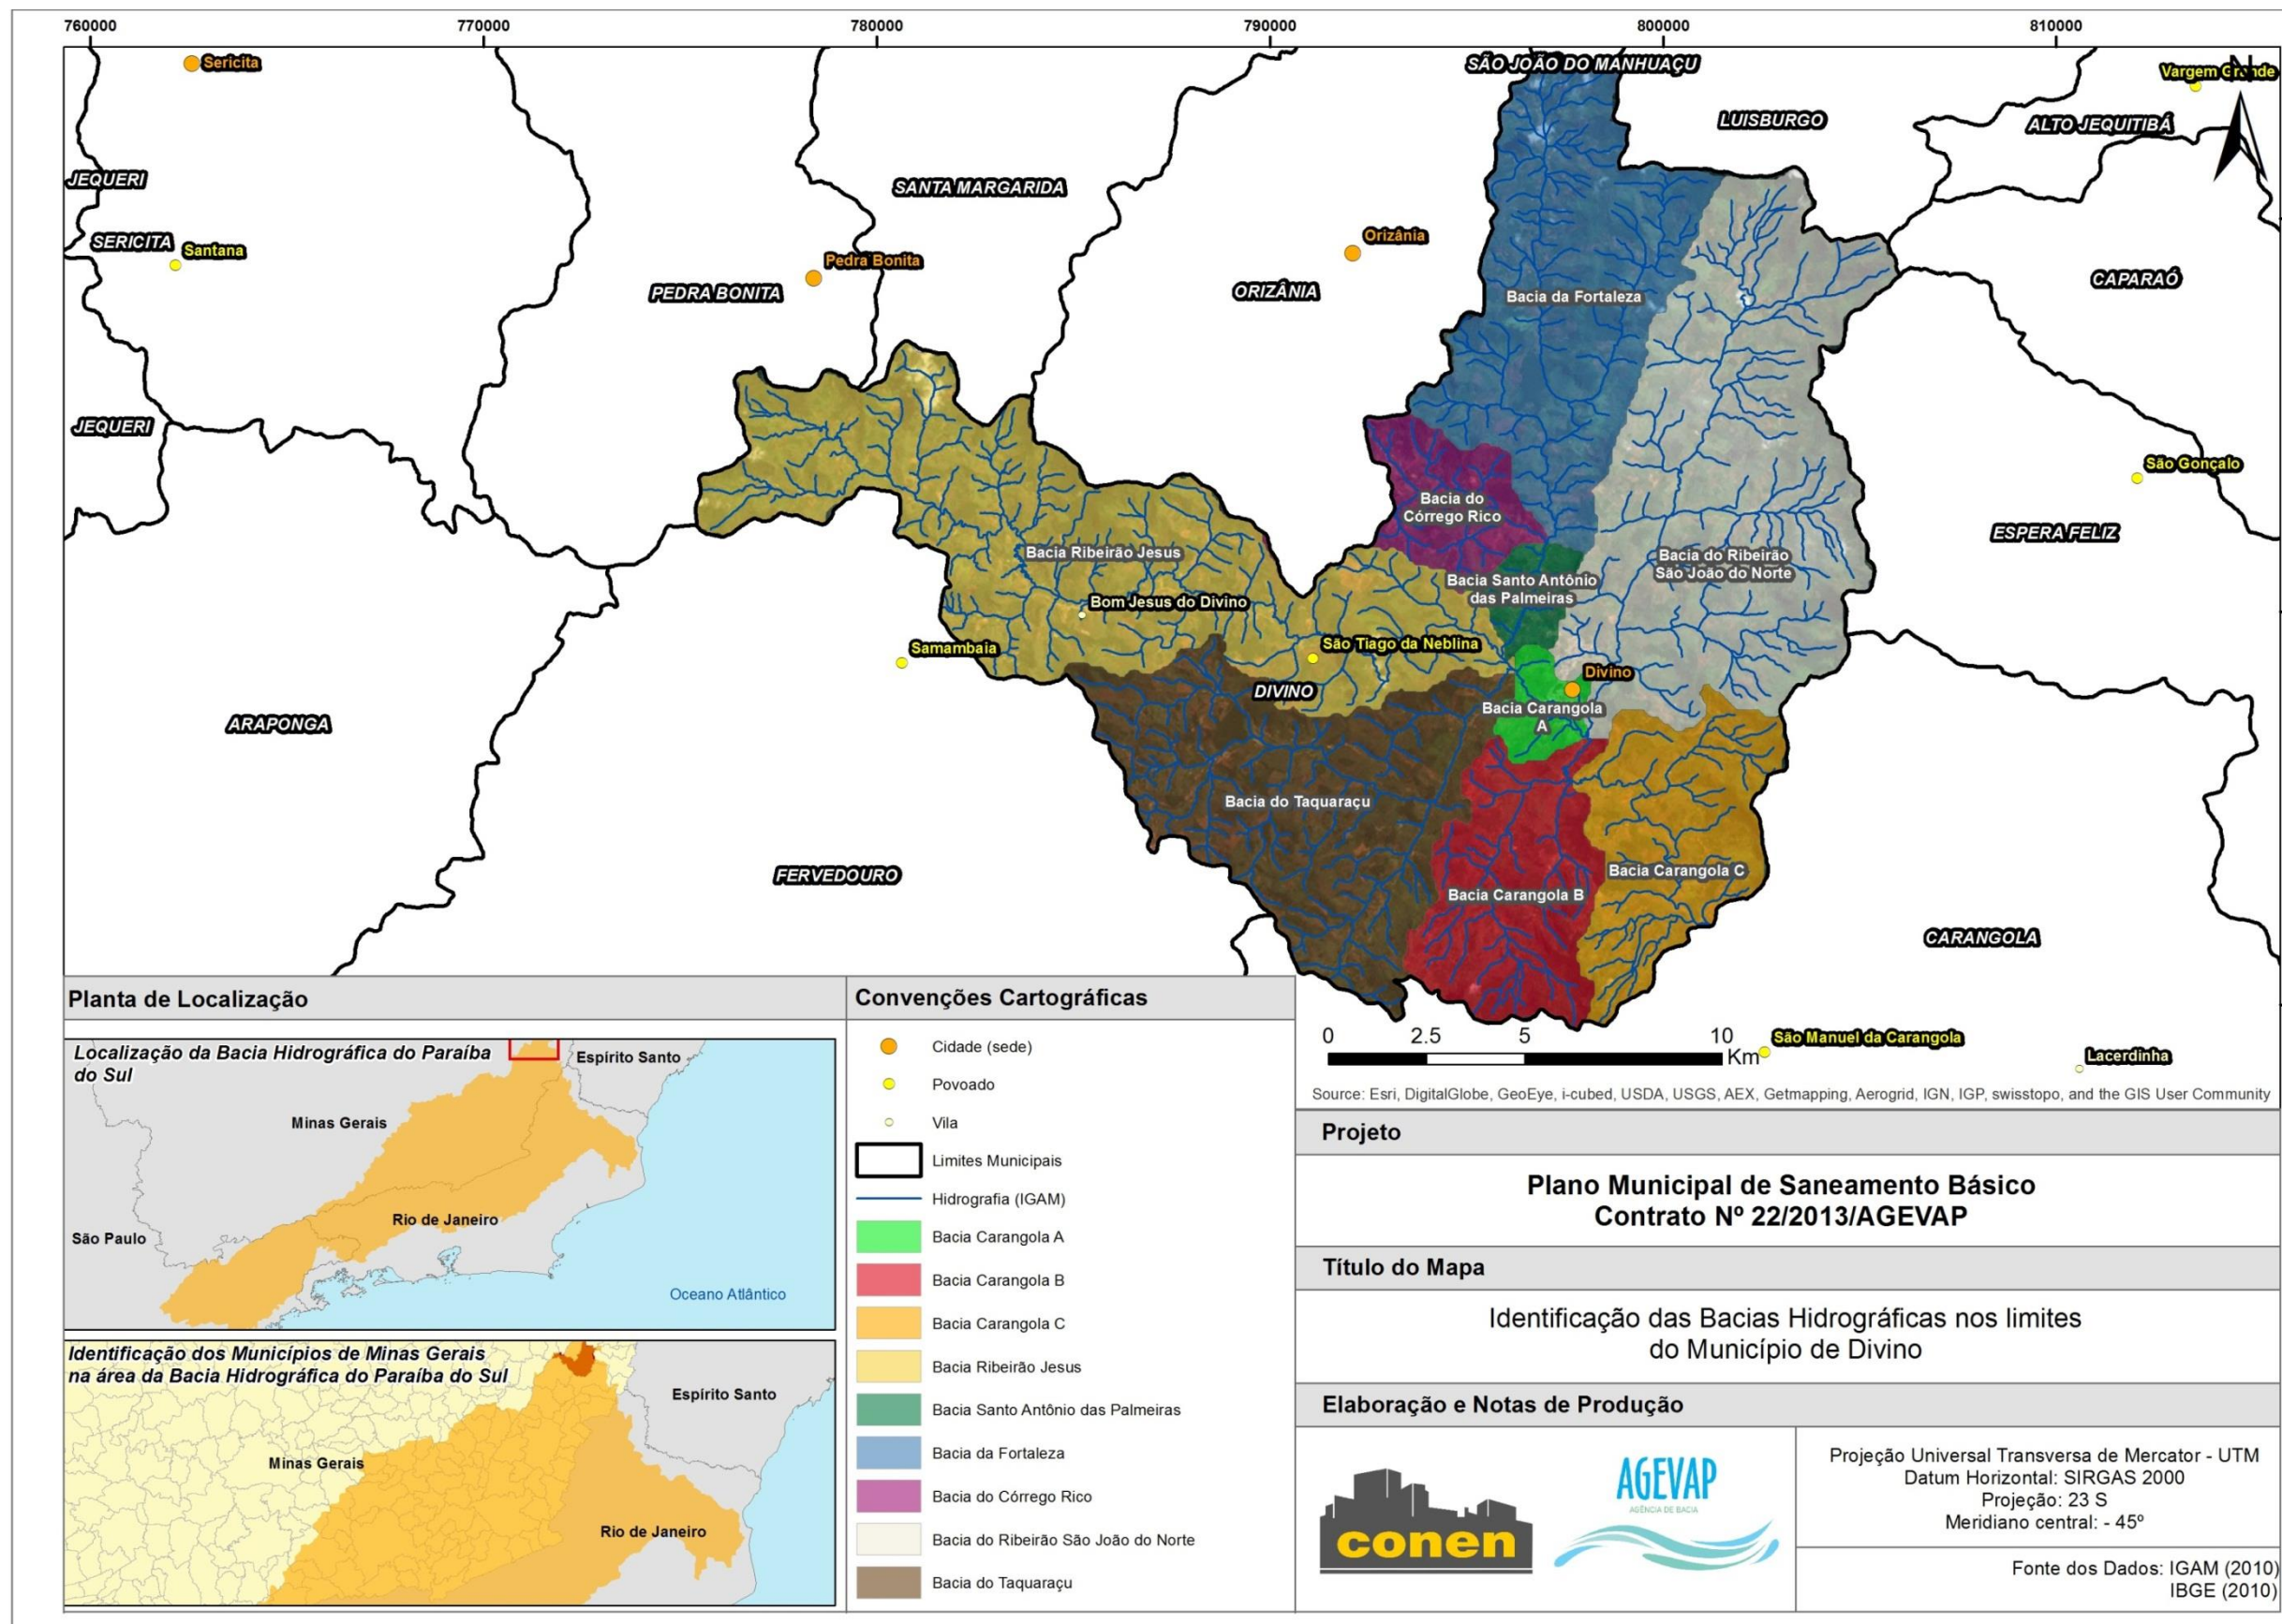 760000
770000
780000
790000
800000
810000
Sericita
SÃO JOÃO DO MANHUAÇU
Vargem Grande
N
LUISBURGO
ALTO JEQUITIBÁ
JEQUERI
SANTA MARGARIDA
SERICITA
Santana
Orizânia
Pedra Bonita
PEDRA BONITA
ORIZÂNIA
Bacia da Fortaleza
CAPARAÓ
JEQUERI
São Gonçalo
Bacia do
Córrego Rico
ESPERA FELIZ
Bacia Ribeirão Jesus
Bacia do Ribeirão
São João do Norte
Bacia Santo Antônio
das Palmeiras
Bom Jesus do Divino
Samambaia
São Tiago da Neblina
Divino
DIVINO
Bacia Carangola
A
ARAPONGA
Bacia do Taquaraçu
FERVEDOURO
Bacia Carangola C
Bacia Carangola B
CARANGOLA
0 2.5 5 10
Km
São Manuel da Carangola
Lacerdinha
Source: Esri, DigitalGlobe, GeoEye, i-cubed, USDA, USGS, AEX, Getmapping, Aerogrid, IGN, IGP, swisstopo, and the GIS User Community
Planta de Localização
Localização da Bacia Hidrográfica do Paraíba
do Sul
Espírito Santo
Minas Gerais
Rio de Janeiro
São Paulo
Oceano Atlântico
Identificação dos Municípios de Minas Gerais
na área da Bacia Hidrográfica do Paraíba do Sul
Espírito Santo
Minas Gerais
Rio de Janeiro
Convenções Cartográficas
Cidade (sede)
Povoado
Vila
Limites Municipais
Hidrografia (IGAM)
Bacia Carangola A
Bacia Carangola B
Bacia Carangola C
Bacia Ribeirão Jesus
Bacia Santo Antônio das Palmeiras
Bacia da Fortaleza
Bacia do Córrego Rico
Bacia do Ribeirão São João do Norte
Bacia do Taquaraçu
Projeto
Plano Municipal de Saneamento Básico
Contrato Nº 22/2013/AGEVAP
Título do Mapa
Identificação das Bacias Hidrográficas nos limites
do Município de Divino
Elaboração e Notas de Produção
conen
AGEVAP
AGÊNCIA DE BACIA
Projeção Universal Transversa de Mercator - UTM
Datum Horizontal: SIRGAS 2000
Projeção: 23 S
Meridiano central: - 45º
Fonte dos Dados: IGAM (2010)
IBGE (2010)